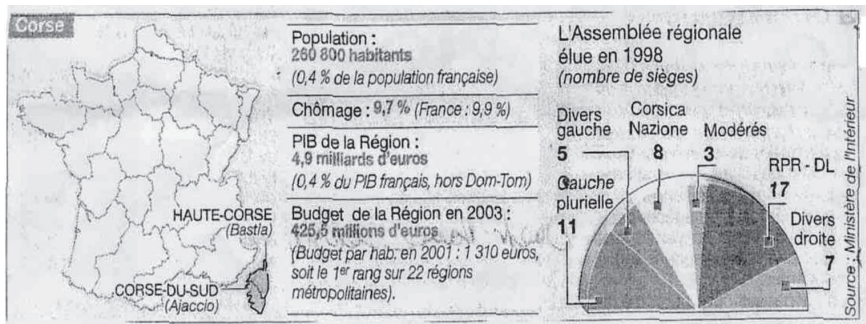 Corse
HAUTE-CORSE
(Bastia)
CORSE-DU-SUD
(Ajaccio)
Population :
260 800 habitants
(0,4 % de la population française)
Chômage : 9,7 % (France : 9,9 %)
PIB de la Région :
4,9 milliards d'euros
(0,4 % du PIB français, hors Dom-Tom)
Budget de la Région en 2003 :
425,5 millions d'euros
(Budget par hab. en 2001 : 1 310 euros,
soit le 1er rang sur 22 régions
métropolitaines).
L'Assemblée régionale
élue en 1998
(nombre de sièges)
Divers
gauche
5
Corsica
Nazione
8
Modérés
3
RPR - DL
17
Gauche
plurielle
11
Divers
droite
7
Source : Ministère de l'Intérieur